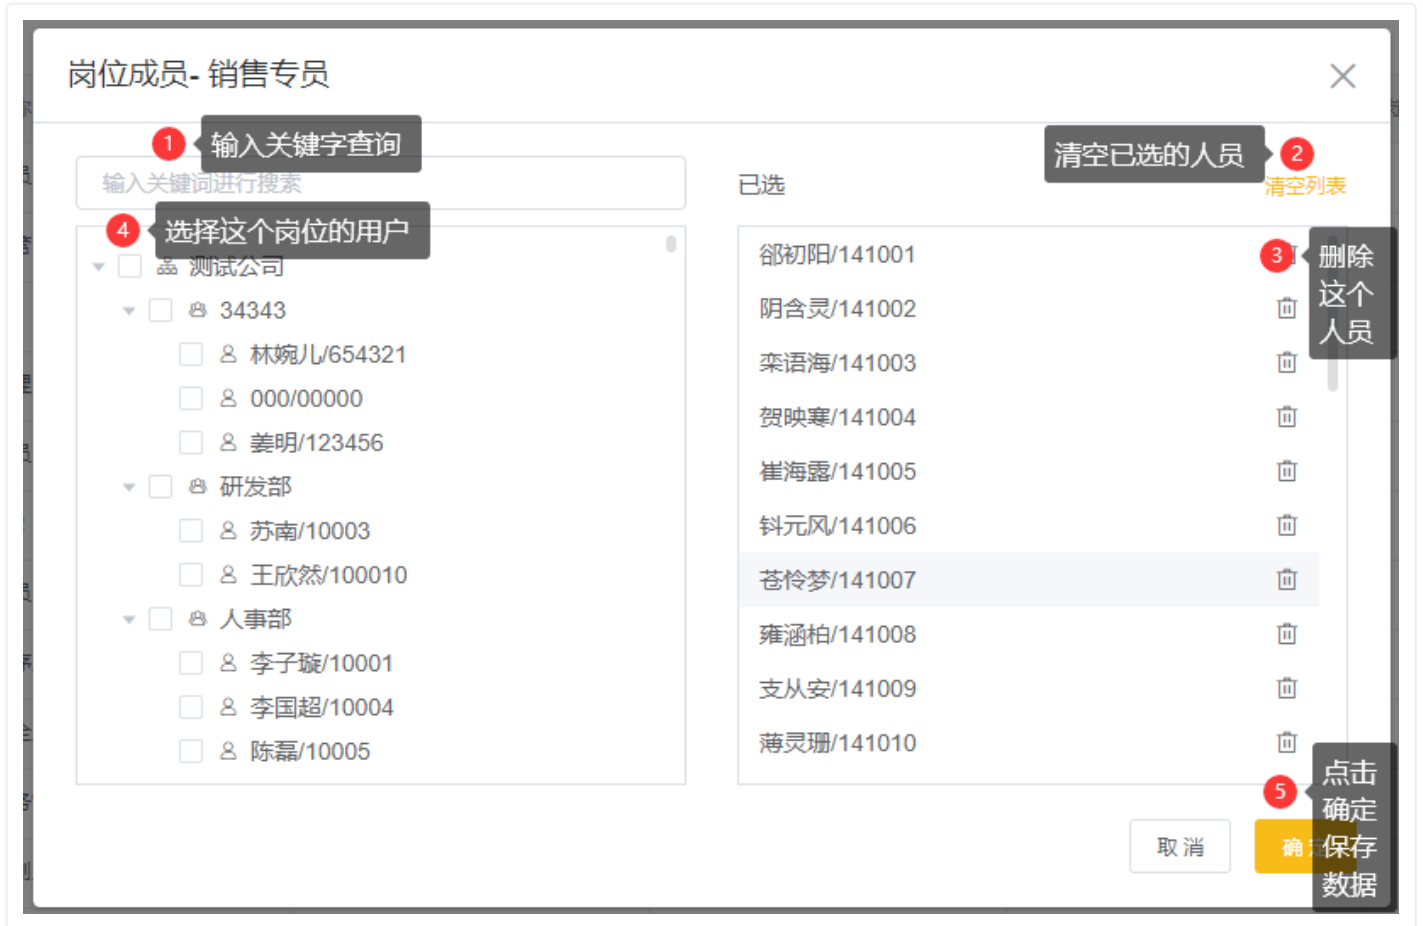 岗位成员- 销售专员
1 输入关键字查询
清空已选的人员 2
输入关键词进行搜索
已选
清空列表
4 选择这个岗位的用户
测试公司
34343
林婉儿/654321
000/00000
姜明/123456
研发部
苏南/10003
王欣然/100010
人事部
李子璇/10001
李国超/10004
陈磊/10005
郤初阳/141001
3 删除
这个
人员
阴含灵/141002
栾语海/141003
贺映寒/141004
崔海露/141005
钭元风/141006
苍怜梦/141007
雍涵柏/141008
支从安/141009
薄灵珊/141010
5 点击
确定
保存
数据
取消
确定